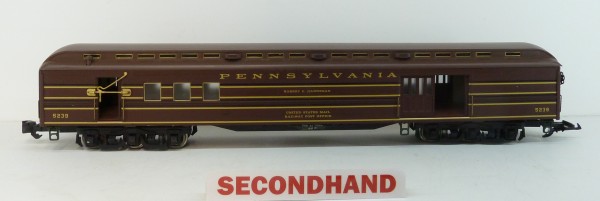 PENNSYLVANIA
5239
UNITED STATES MAIL
RAILWAY POST OFFICE
5239
SECONDHAND